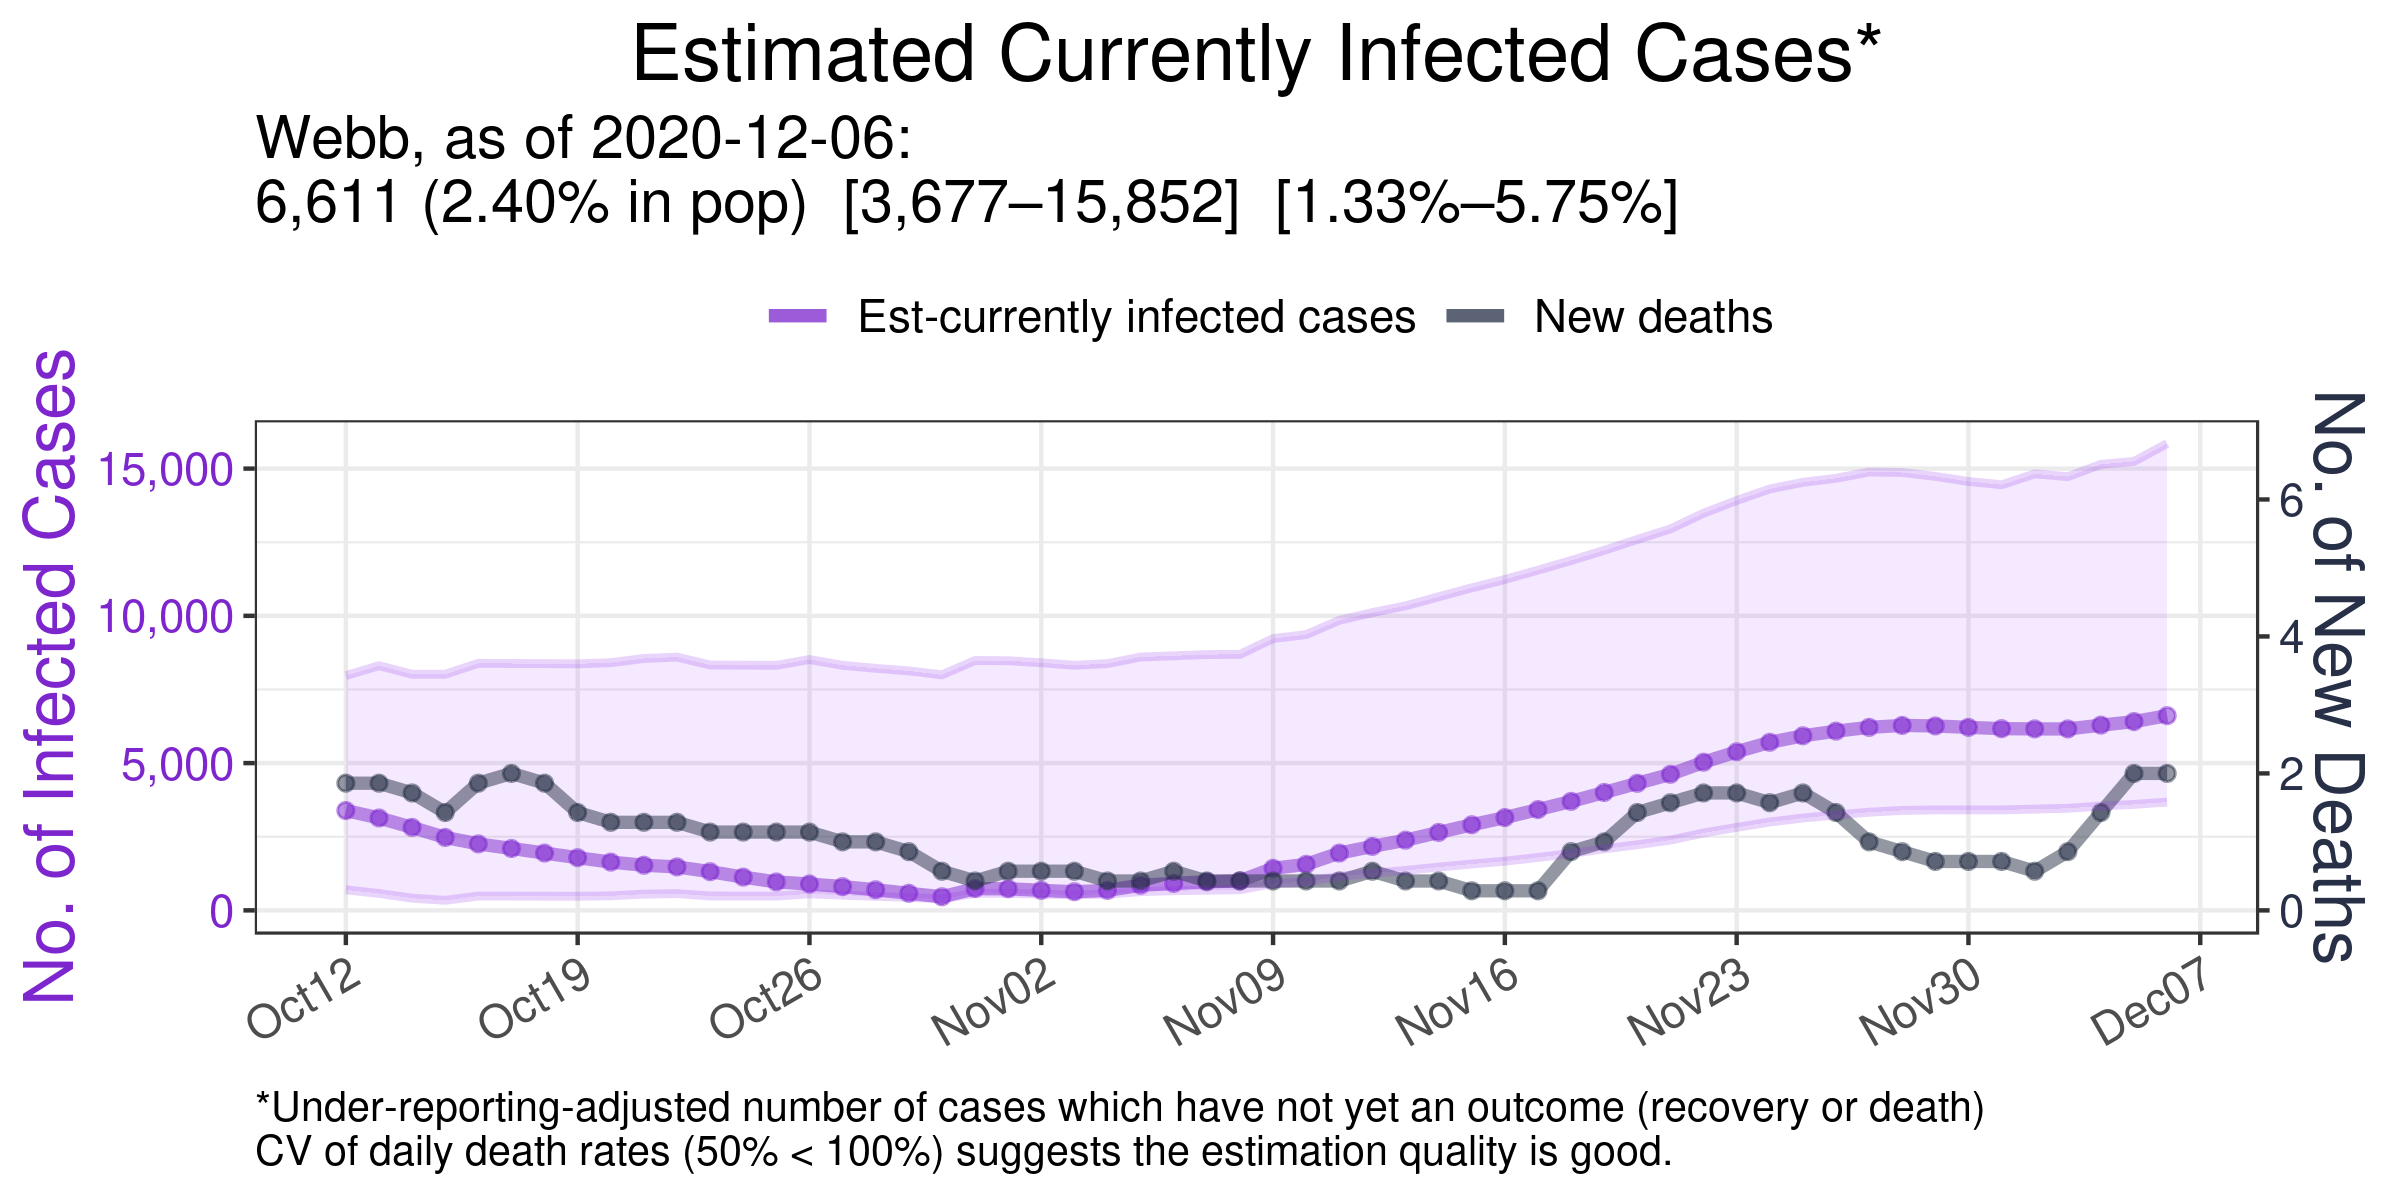 Estimated Currently Infected Cases*
Webb, as of 2020-12-06:
6,611 (2.40% in pop) [3,677–15,852] [1.33%–5.75%]
Est-currently infected cases
New deaths
No. of Infected Cases
15,000
10,000
5,000
0
No. of New Deaths
6
4
2
0
Oct12
Oct19
Oct26
Nov02
Nov09
Nov16
Nov23
Nov30
Dec07
*Under-reporting-adjusted number of cases which have not yet an outcome (recovery or death)
CV of daily death rates (50% < 100%) suggests the estimation quality is good.